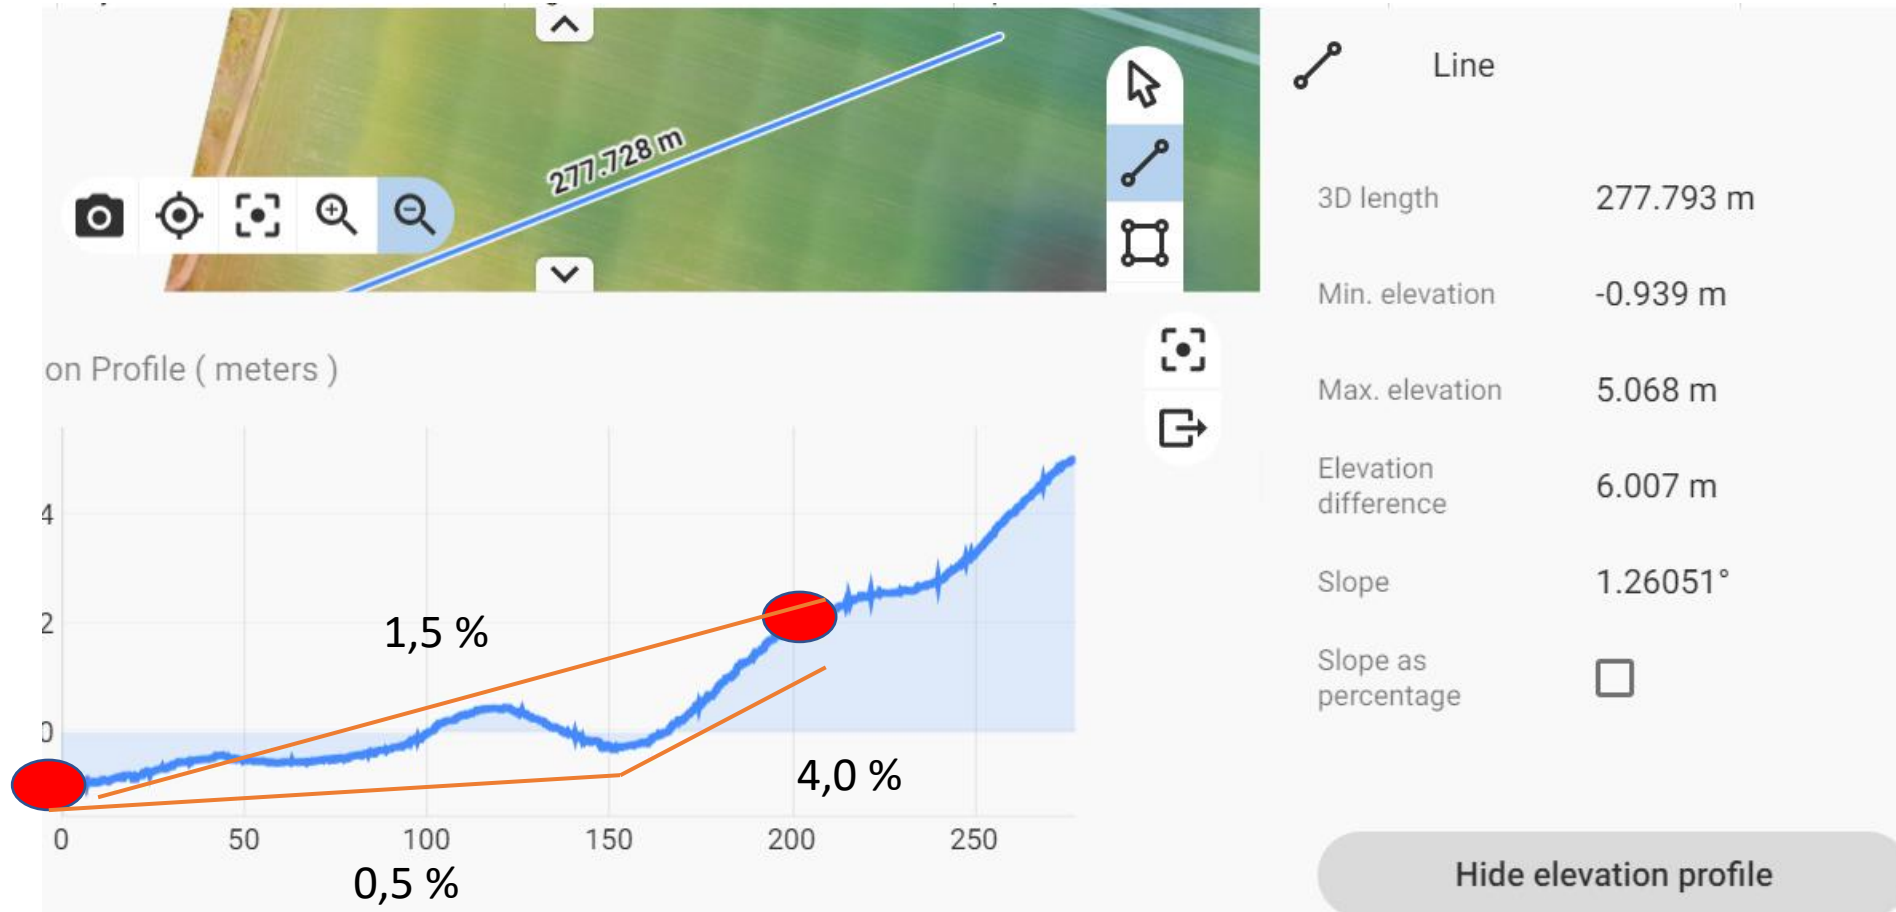 277.728 m
on Profile ( meters )
4
2
0
1,5 %
4,0 %
0 50 100 150 200 250
0,5 %
Line
3D length 277.793 m
Min. elevation -0.939 m
Max. elevation 5.068 m
Elevation
difference 6.007 m
Slope 1.26051°
Slope as
percentage
Hide elevation profile